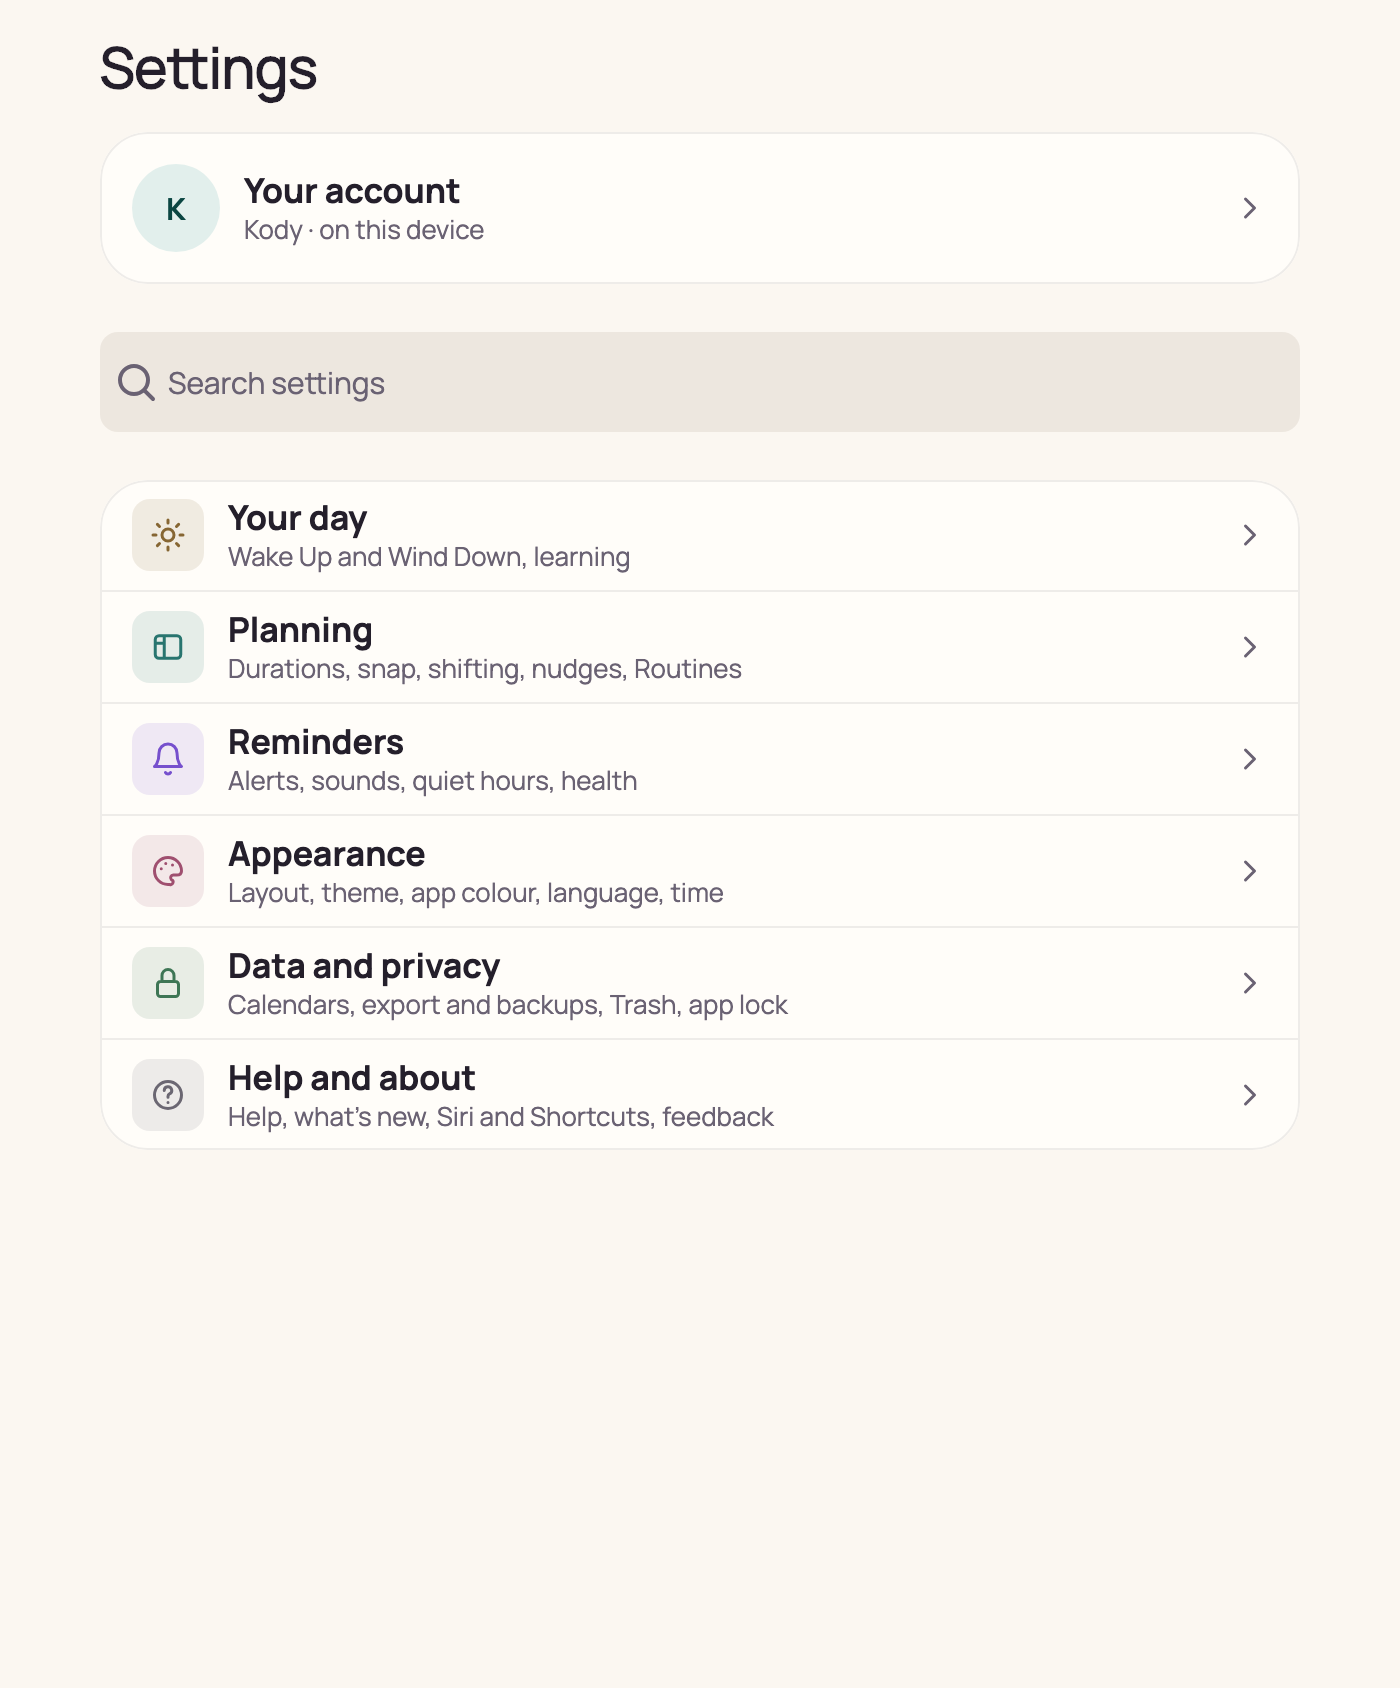 Settings
K
Your account
Kody · on this device
Search settings
Your day
Wake Up and Wind Down, learning
Planning
Durations, snap, shifting, nudges, Routines
Reminders
Alerts, sounds, quiet hours, health
Appearance
Layout, theme, app colour, language, time
Data and privacy
Calendars, export and backups, Trash, app lock
Help and about
Help, what’s new, Siri and Shortcuts, feedback